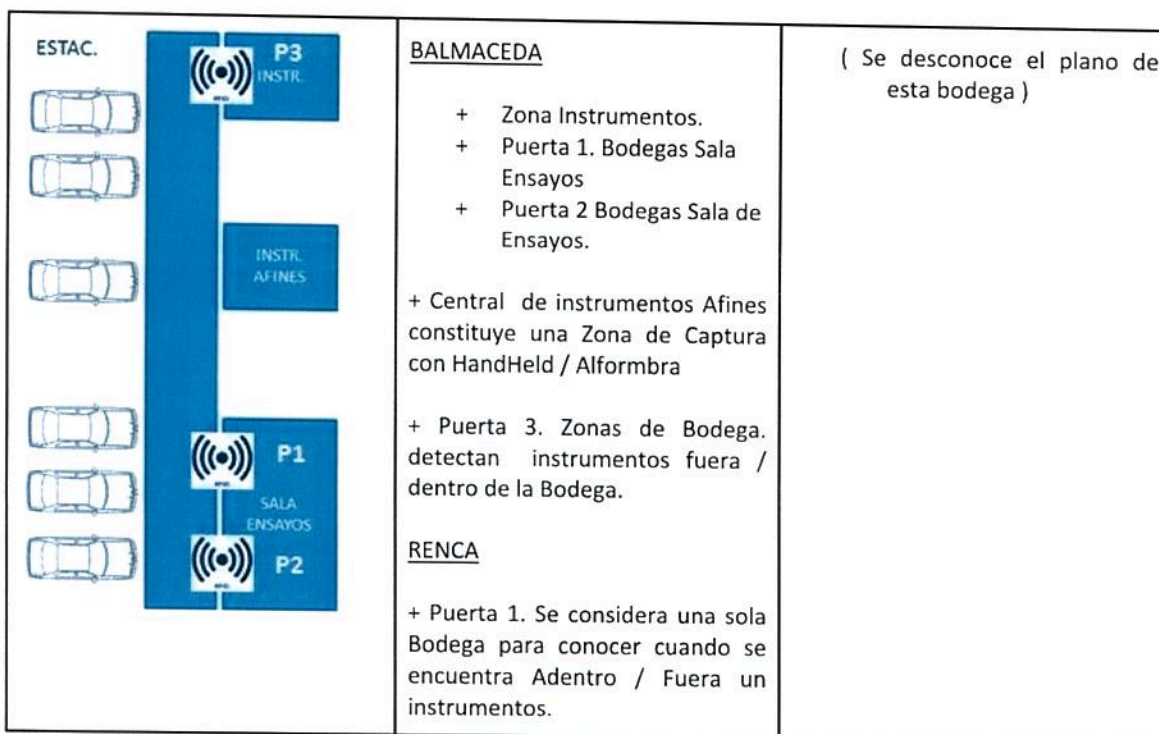 ESTAC.
P3
INSTR.
INSTR.
AFINES
P1
SALA
ENSAYOS
P2
BALMACEDA
+ Zona Instrumentos.
+ Puerta 1. Bodegas Sala
Ensayos
+ Puerta 2 Bodegas Sala de
Ensayos.
+ Central de instrumentos Afines
constituye una Zona de Captura
con HandHeld / Alformbra
+ Puerta 3. Zonas de Bodega.
detectan instrumentos fuera /
dentro de la Bodega.
RENCA
+ Puerta 1. Se considera una sola
Bodega para conocer cuando se
encuentra Adentro / Fuera un
instrumentos.
( Se desconoce el plano de
esta bodega )